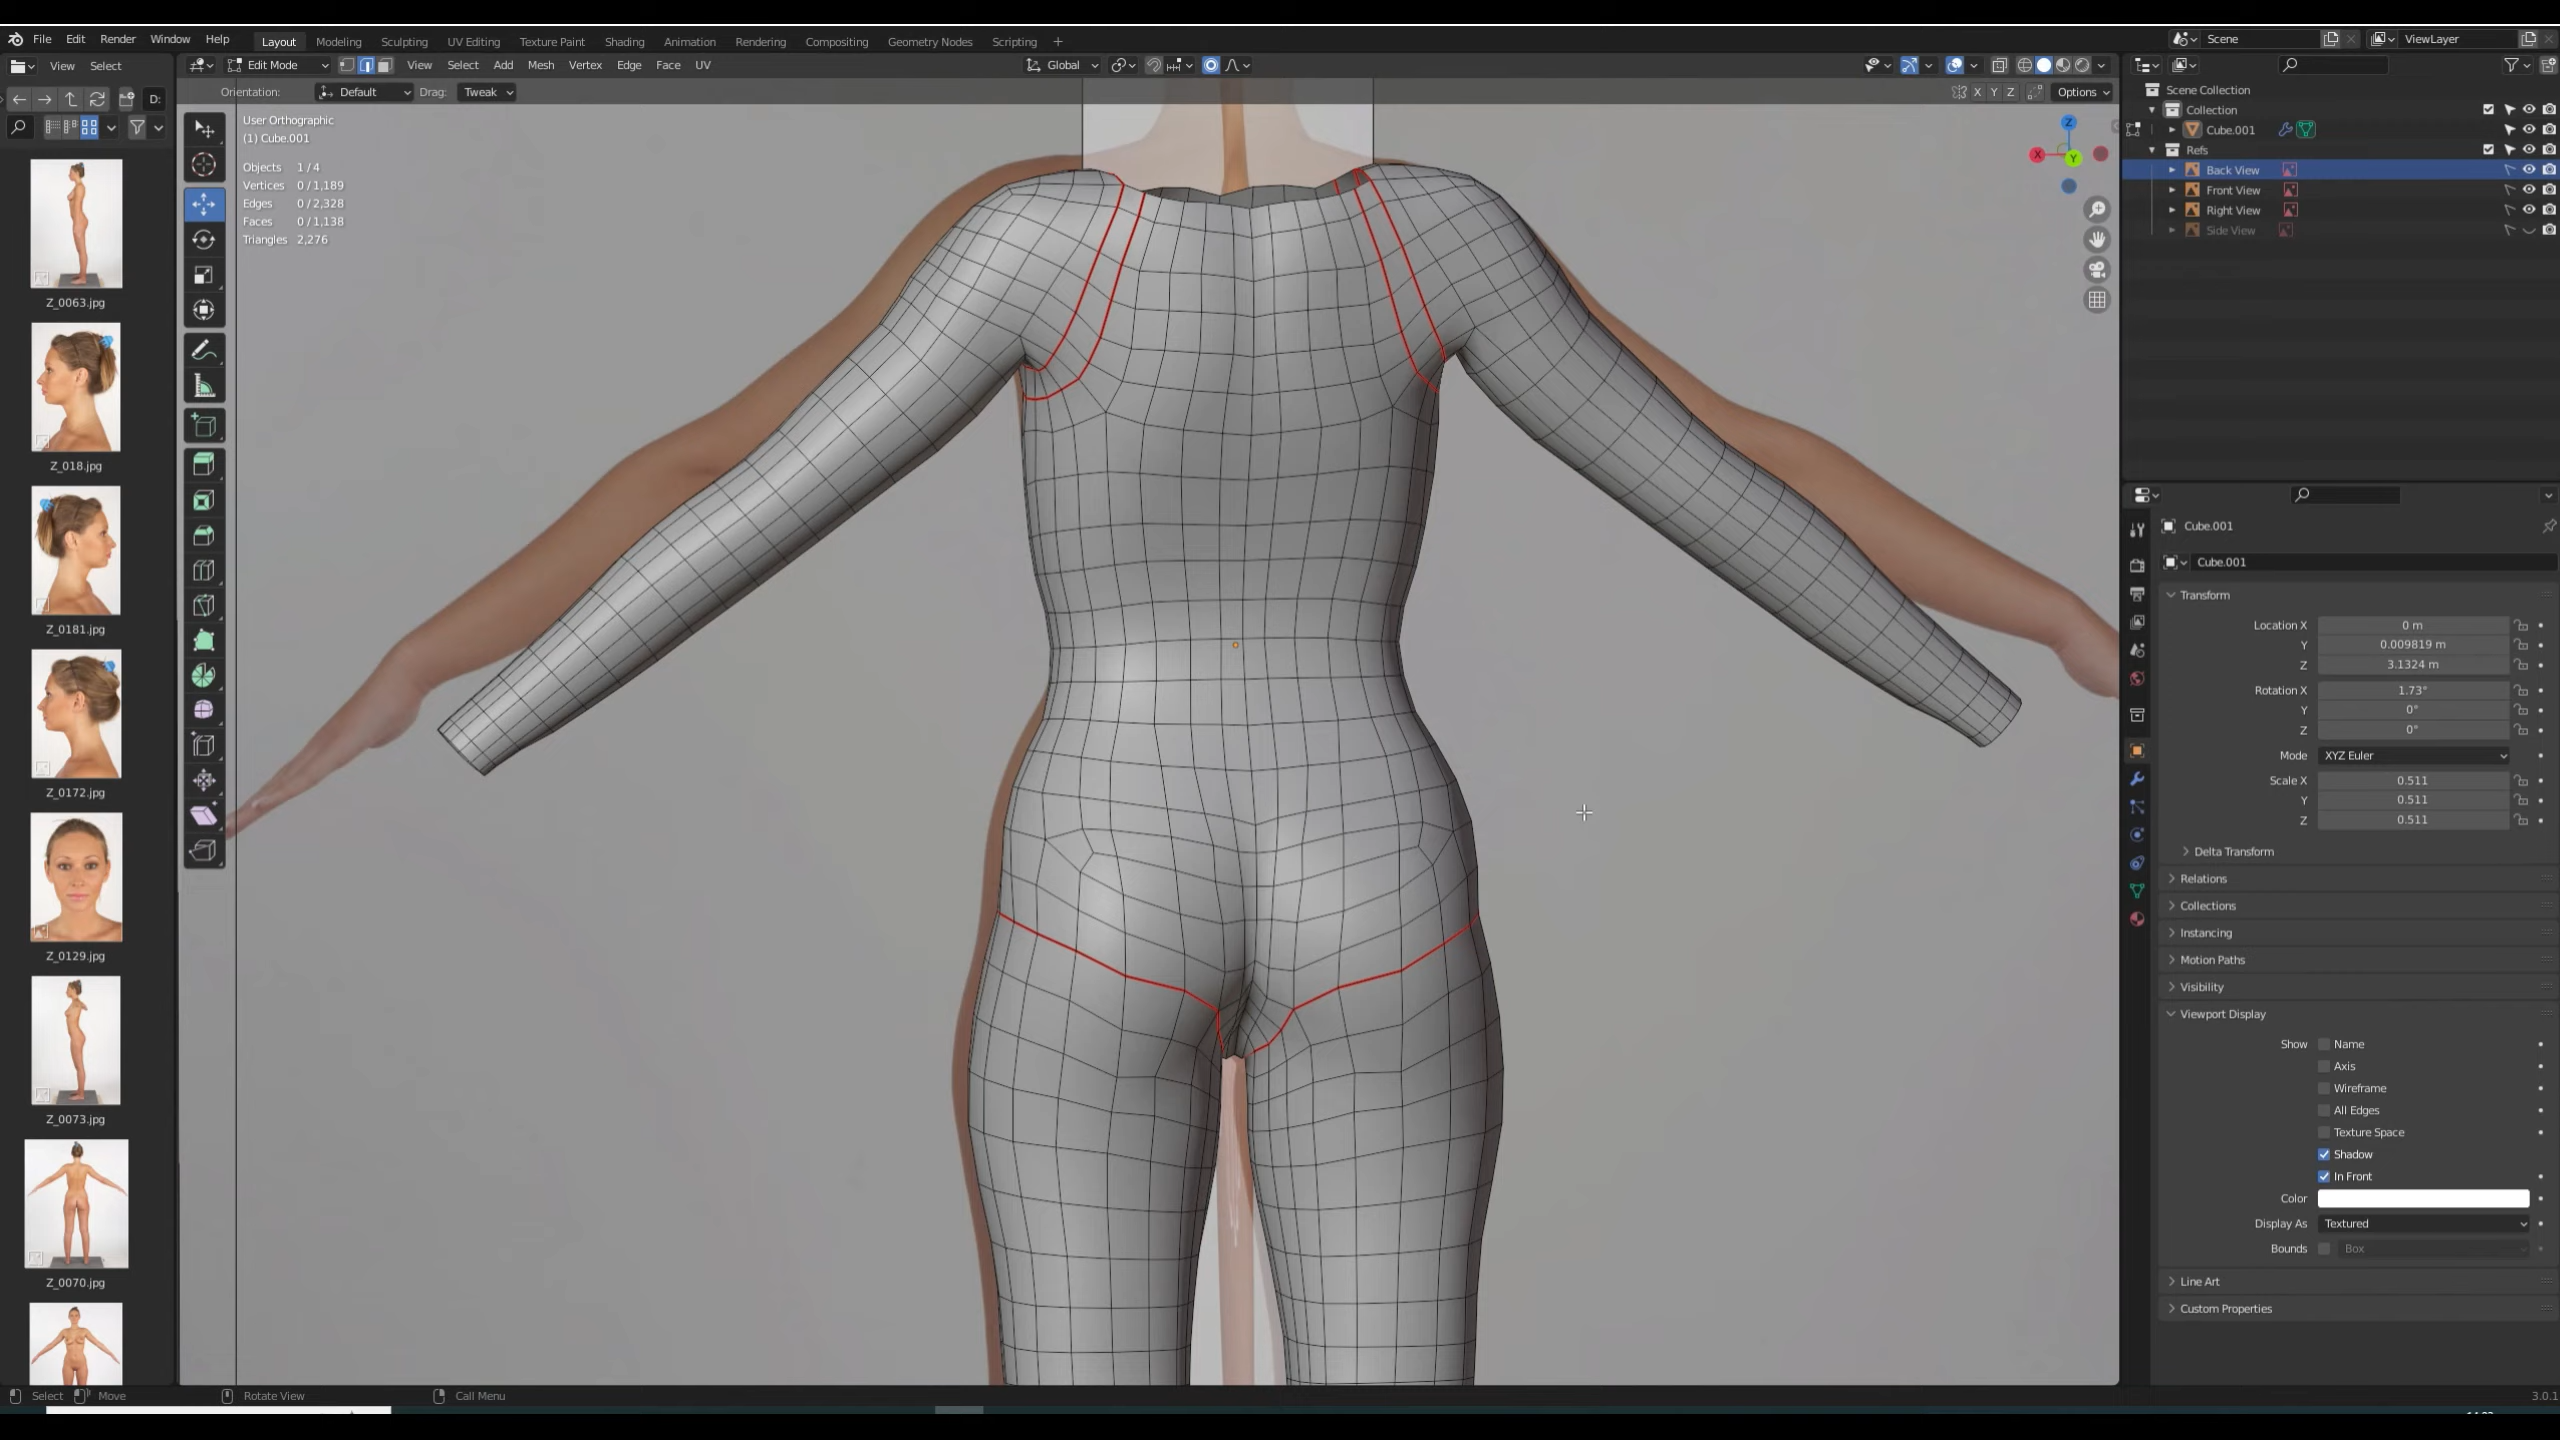 File Edit Render Window Help Layout Modeling Sculpting UV Editing Texture Paint Shading Animation Rendering Compositing Geometry Nodes Scripting + Scene ViewLayer
View Select Edit Mode View Select Add Mesh Vertex Edge Face UV Global
D: Orientation: Default Drag: Tweak X Y Z Options
User Orthographic
(1) Cube.001
Objects 1/4
Vertices 0/1,189
Edges 0/2,328
Faces 0/1,138
Triangles 2,276
Z
X
Y
Z_0063.jpg
Z_018.jpg
Z_0181.jpg
Z_0172.jpg
Z_0129.jpg
Z_0073.jpg
Z_0070.jpg
Scene Collection
Collection
Cube.001
Refs
Back View
Front View
Right View
Side View
Cube.001
Cube.001
Transform
Location X 0 m
Y 0.009819 m
Z 3.1324 m
Rotation X 1.73°
Y 0°
Z 0°
Mode XYZ Euler
Scale X 0.511
Y 0.511
Z 0.511
Delta Transform
Relations
Collections
Instancing
Motion Paths
Visibility
Viewport Display
Show Name
Axis
Wireframe
All Edges
Texture Space
Shadow
In Front
Color
Display As Textured
Bounds Box
Line Art
Custom Properties
Select Move Rotate View Call Menu 3.0.1